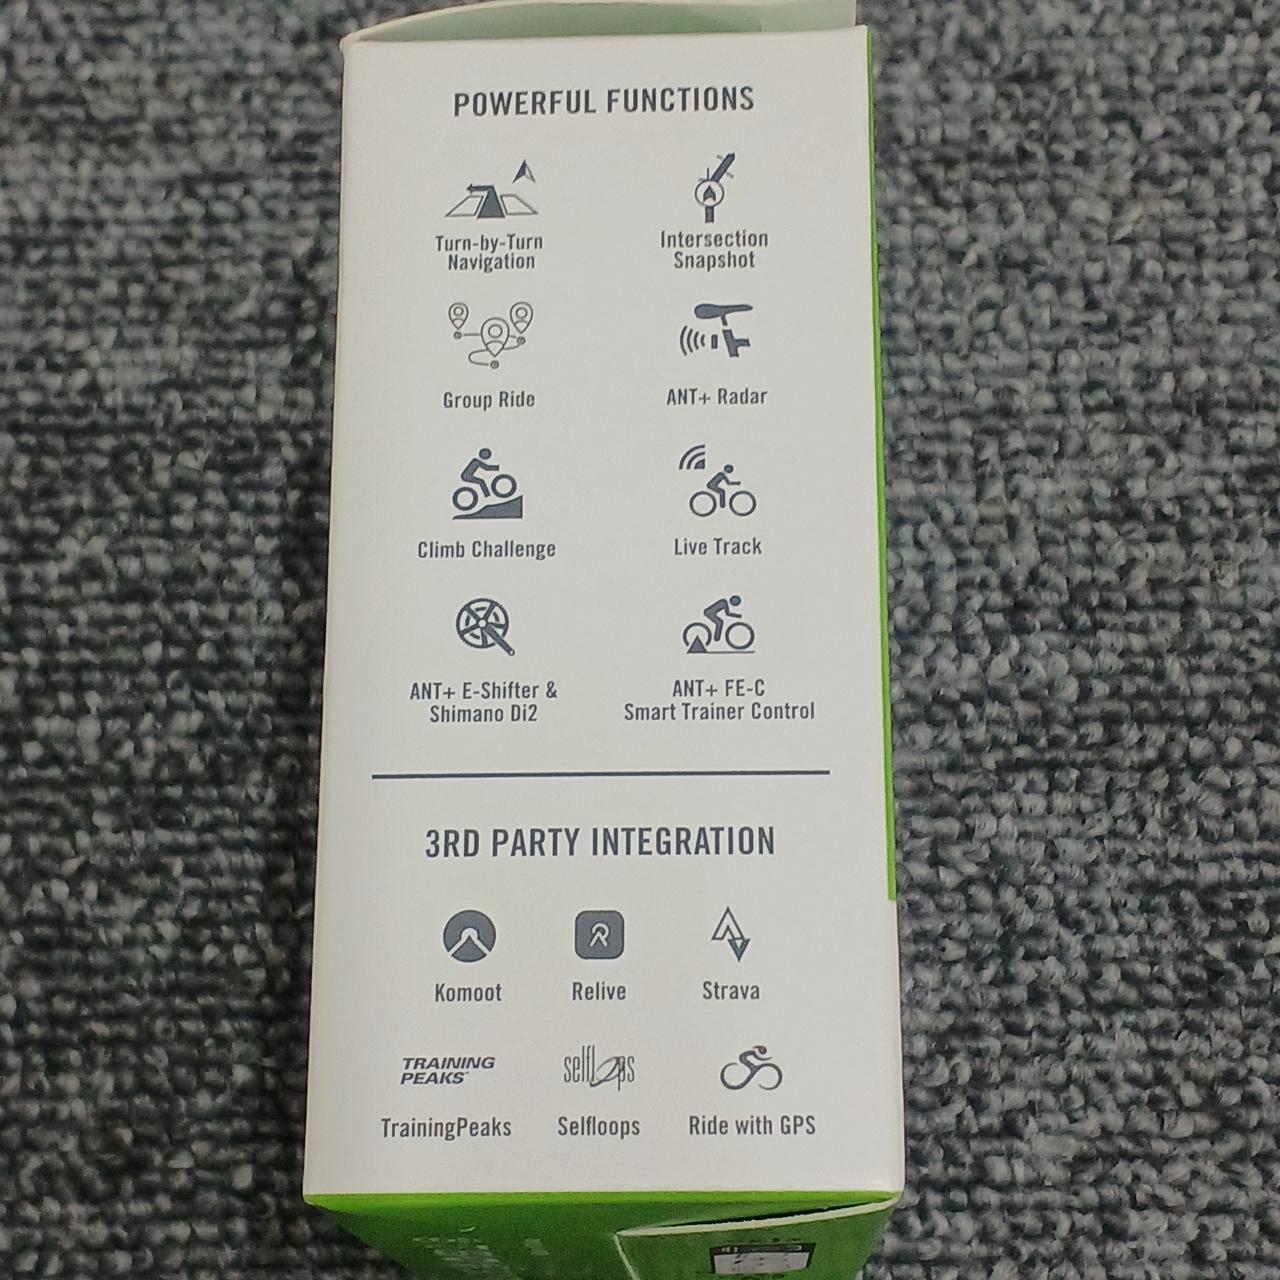 POWERFUL FUNCTIONS
Turn-by-Turn
Navigation
Intersection
Snapshot
Group Ride
ANT+ Radar
Climb Challenge
Live Track
ANT+ E-Shifter &
Shimano Di2
ANT+ FE-C
Smart Trainer Control
3RD PARTY INTEGRATION
Komoot
Relive
Strava
TRAINING
PEAKS
selfloops
TrainingPeaks
Selfloops
Ride with GPS